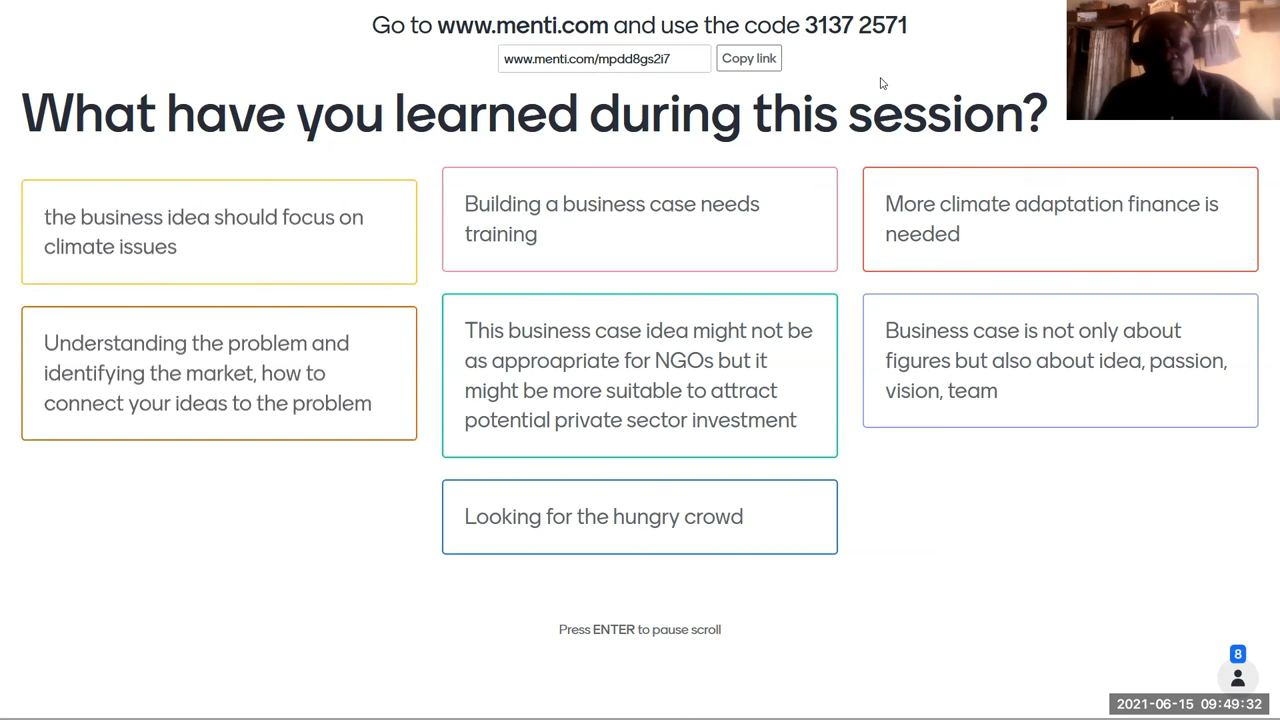 Go to www.menti.com and use the code 3137 2571
www.menti.com/mpdd8gs2i7
Copy link
What have you learned during this session?
the business idea should focus on
climate issues
Building a business case needs
training
More climate adaptation finance is
needed
Understanding the problem and
identifying the market, how to
connect your ideas to the problem
This business case idea might not be
as approapriate for NGOs but it
might be more suitable to attract
potential private sector investment
Business case is not only about
figures but also about idea, passion,
vision, team
Looking for the hungry crowd
Press ENTER to pause scroll
8
2021-06-15 09:49:32